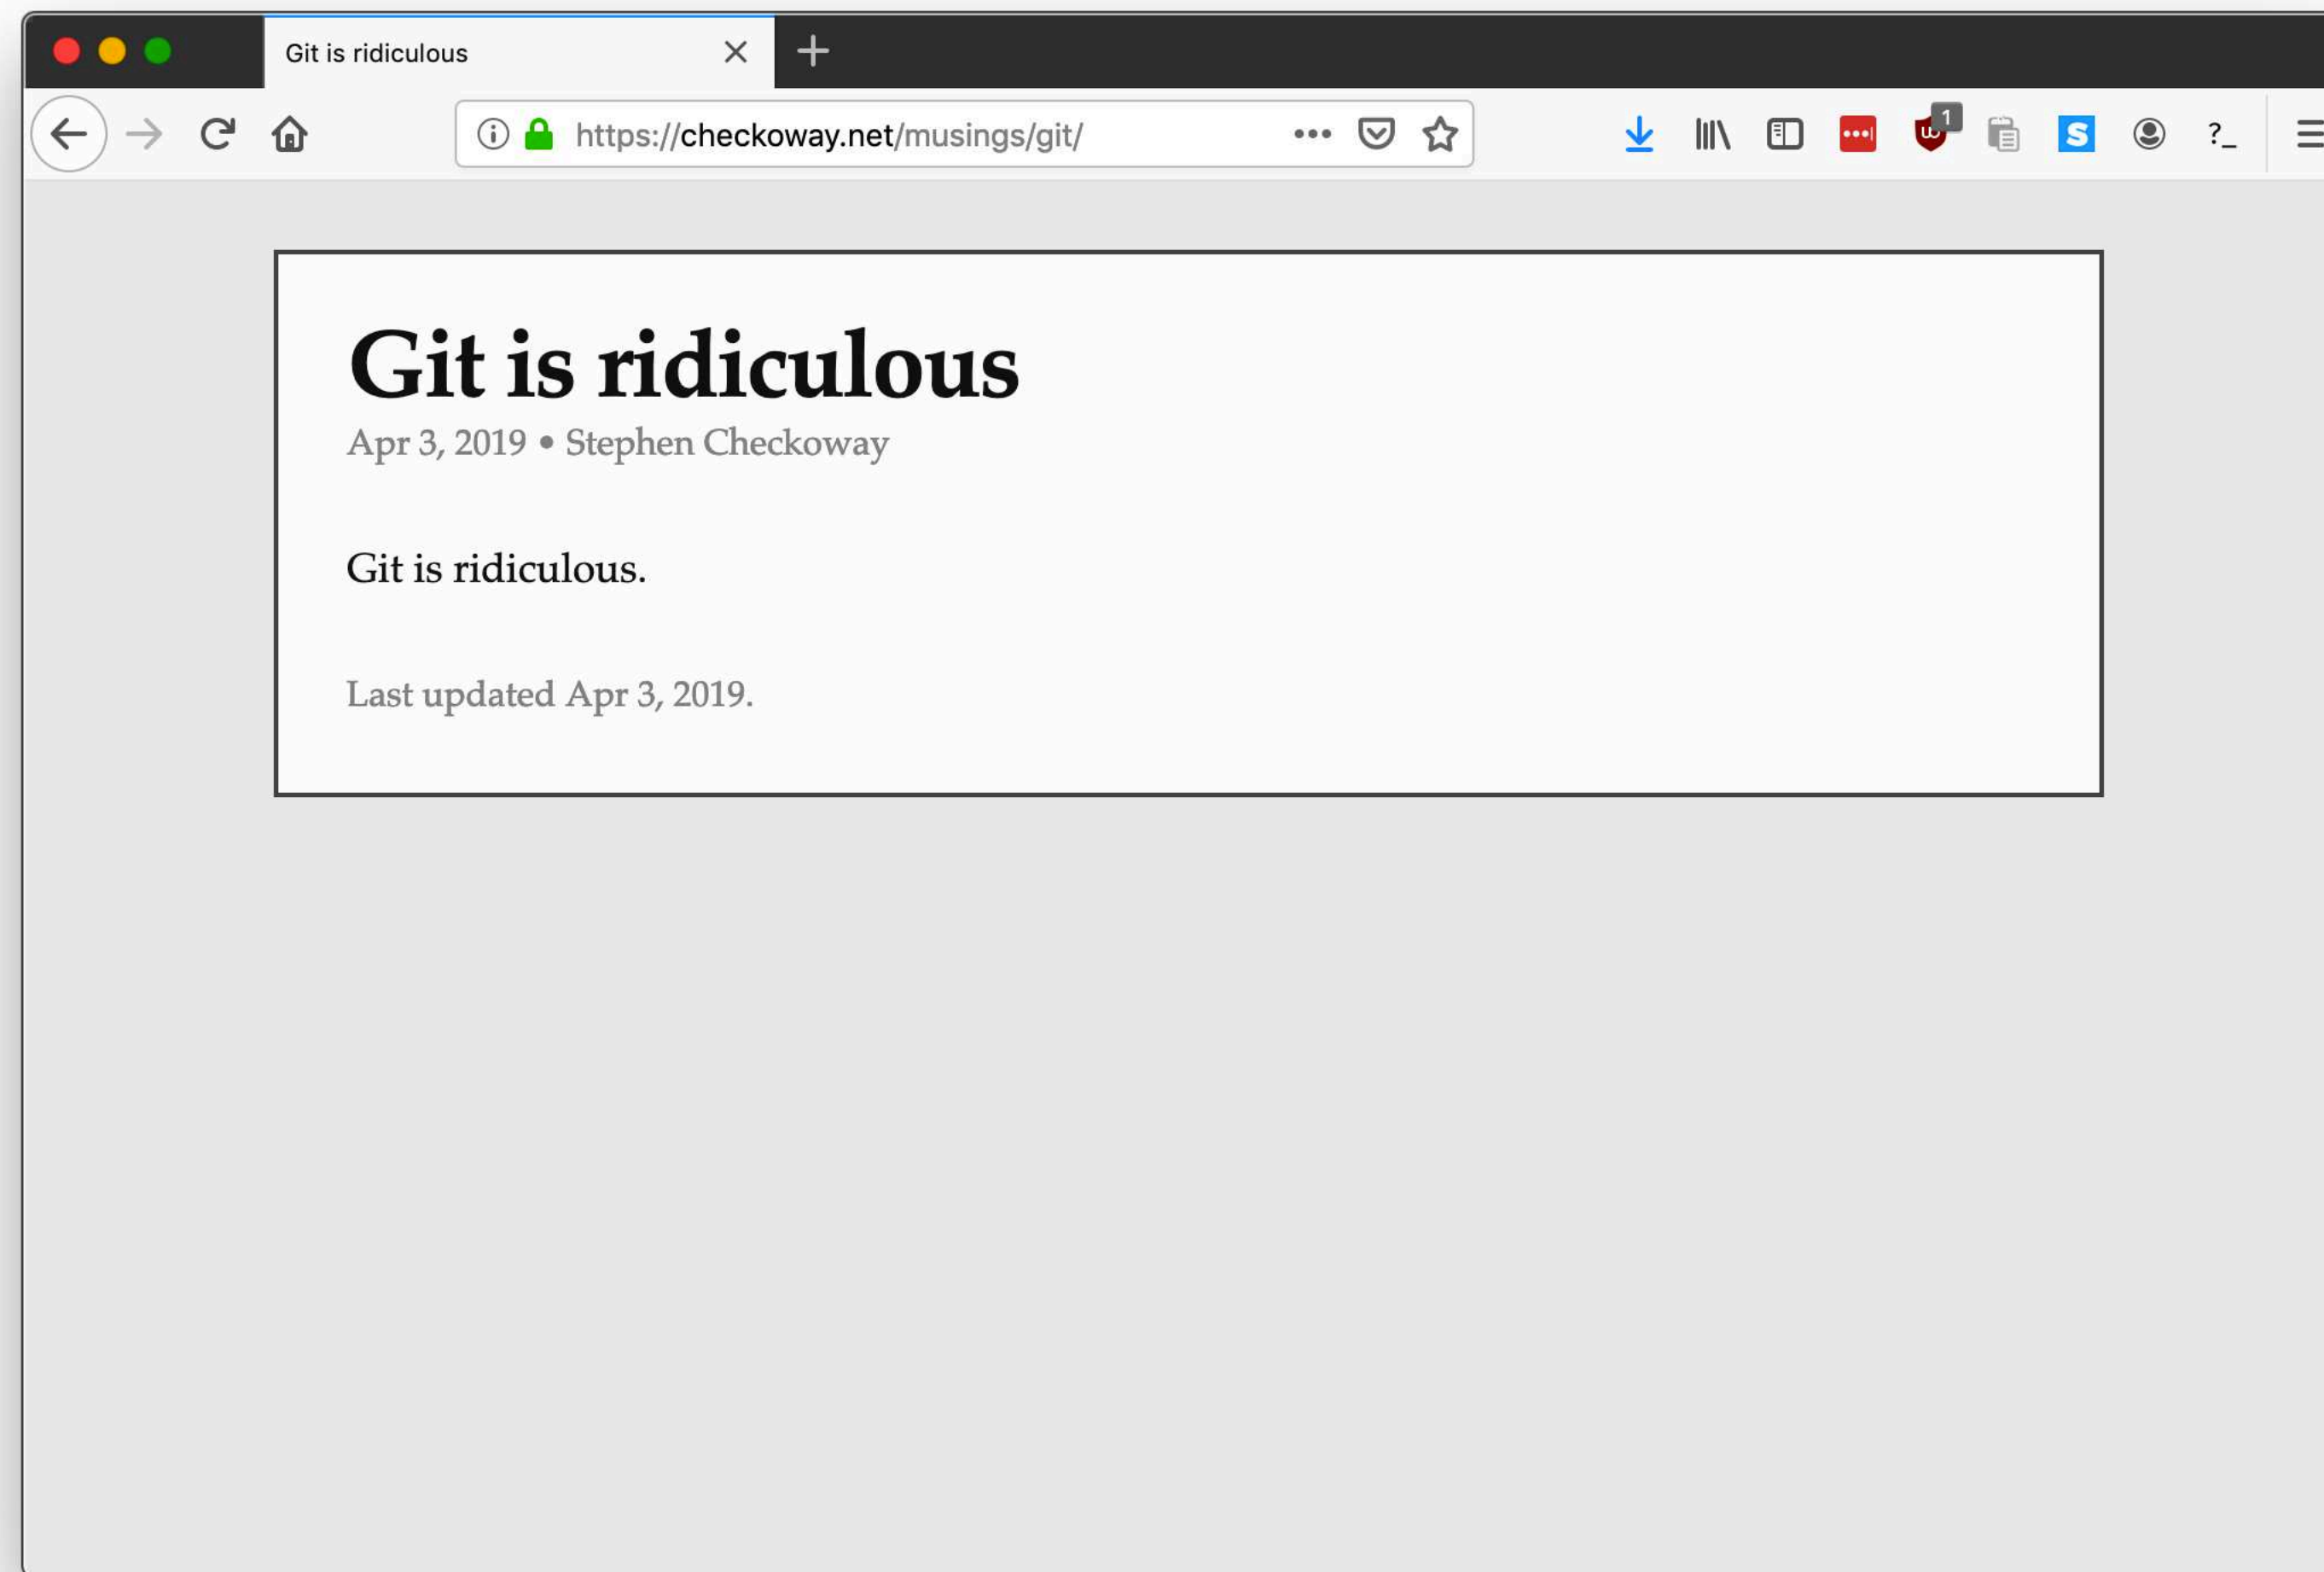 Git is ridiculous
https://checkoway.net/musings/git/
1
S
?_
Git is ridiculous
Apr 3, 2019 • Stephen Checkoway
Git is ridiculous.
Last updated Apr 3, 2019.